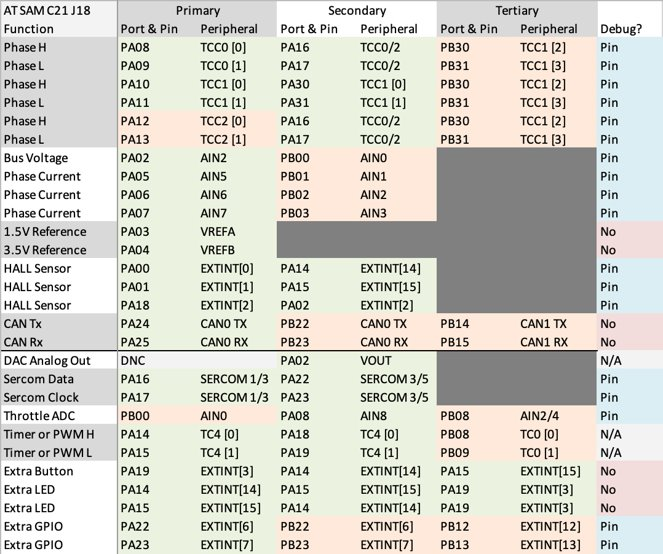 AT SAM C21 J18 Primary Secondary Tertiary
Function Port & Pin Peripheral Port & Pin Peripheral Port & Pin Peripheral Debug?
Phase H PA08 TCC0 [0] PA16 TCC0/2 PB30 TCC1 [2] Pin
Phase L PA09 TCC0 [1] PA17 TCC0/2 PB31 TCC1 [3] Pin
Phase H PA10 TCC1 [0] PA30 TCC1 [0] PB30 TCC1 [2] Pin
Phase L PA11 TCC1 [1] PA31 TCC1 [1] PB31 TCC1 [3] Pin
Phase H PA12 TCC2 [0] PA16 TCC0/2 PB30 TCC1 [2] Pin
Phase L PA13 TCC2 [1] PA17 TCC0/2 PB31 TCC1 [3] Pin
Bus Voltage PA02 AIN2 PB00 AIN0 Pin
Phase Current PA05 AIN5 PB01 AIN1 Pin
Phase Current PA06 AIN6 PB02 AIN2 Pin
Phase Current PA07 AIN7 PB03 AIN3 Pin
1.5V Reference PA03 VREFA No
3.5V Reference PA04 VREFB No
HALL Sensor PA00 EXTINT[0] PA14 EXTINT[14] Pin
HALL Sensor PA01 EXTINT[1] PA15 EXTINT[15] Pin
HALL Sensor PA18 EXTINT[2] PA02 EXTINT[2] Pin
CAN Tx PA24 CAN0 TX PB22 CAN0 TX PB14 CAN1 TX No
CAN Rx PA25 CAN0 RX PB23 CAN0 RX PB15 CAN1 RX No
DAC Analog Out DNC PA02 VOUT N/A
Sercom Data PA16 SERCOM 1/3 PA22 SERCOM 3/5 Pin
Sercom Clock PA17 SERCOM 1/3 PA23 SERCOM 3/5 Pin
Throttle ADC PB00 AIN0 PA08 AIN8 PB08 AIN2/4 Pin
Timer or PWM H PA14 TC4 [0] PA18 TC4 [0] PB08 TC0 [0] N/A
Timer or PWM L PA15 TC4 [1] PA19 TC4 [1] PB09 TC0 [1] N/A
Extra Button PA19 EXTINT[3] PA14 EXTINT[14] PA15 EXTINT[15] No
Extra LED PA14 EXTINT[14] PA15 EXTINT[15] PA19 EXTINT[3] No
Extra LED PA15 EXTINT[15] PA14 EXTINT[14] PA19 EXTINT[3] No
Extra GPIO PA22 EXTINT[6] PB22 EXTINT[6] PB12 EXTINT[12] Pin
Extra GPIO PA23 EXTINT[7] PB23 EXTINT[7] PB13 EXTINT[13] Pin